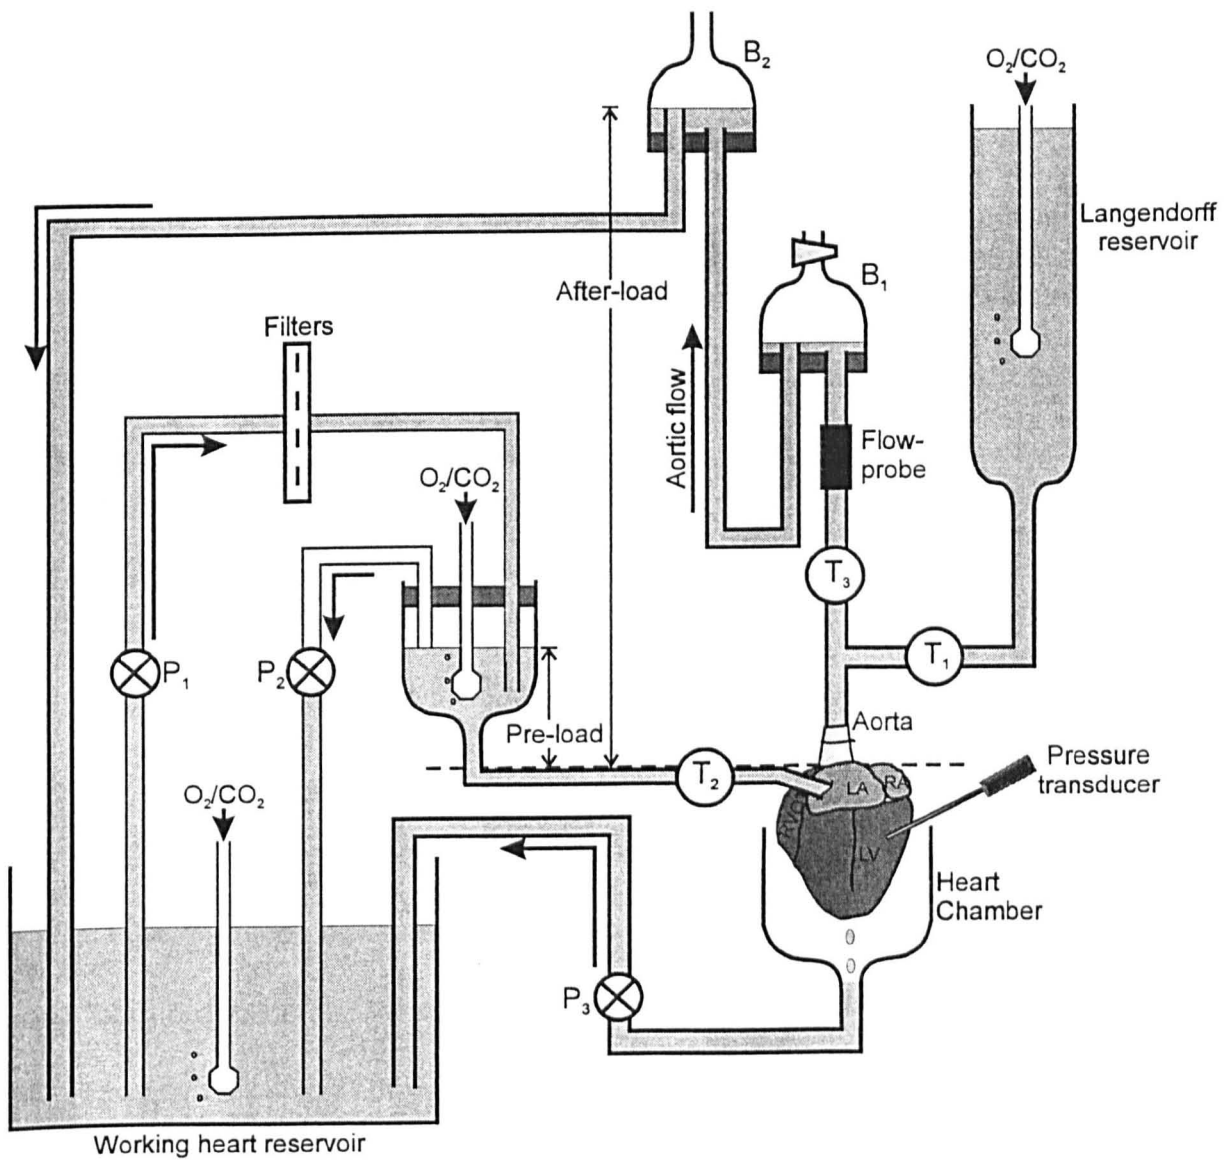 B₂
O₂/CO₂
Langendorff
reservoir
B₁
After-load
Filters
Aortic flow
Flow-
probe
O₂/CO₂
T₃
P₁
P₂
T₁
Pre-load
Aorta
T₂
Pressure
transducer
O₂/CO₂
LA
RA
RVO
LV
Heart
Chamber
P₃
Working heart reservoir